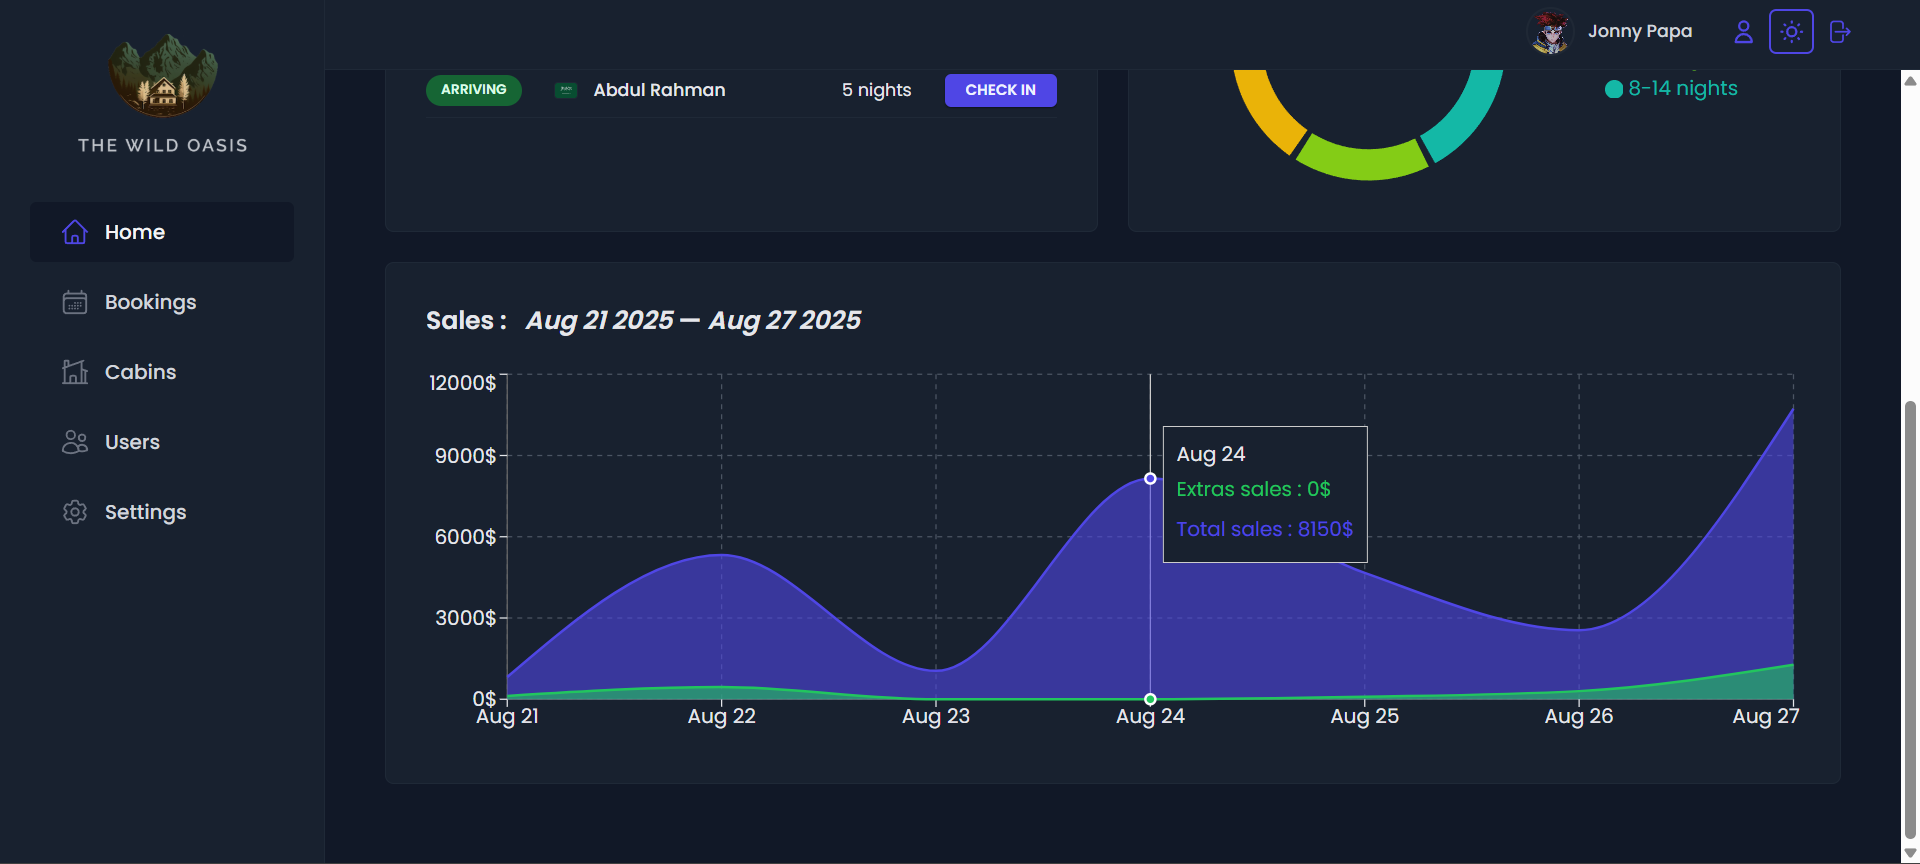 THE WILD OASIS
Home
Bookings
Cabins
Users
Settings
Jonny Papa
ARRIVING Abdul Rahman 5 nights CHECK IN
8-14 nights
Sales : Aug 21 2025 — Aug 27 2025
12000$
9000$
6000$
3000$
0$
Aug 24
Extras sales : 0$
Total sales : 8150$
Aug 21 Aug 22 Aug 23 Aug 24 Aug 25 Aug 26 Aug 27